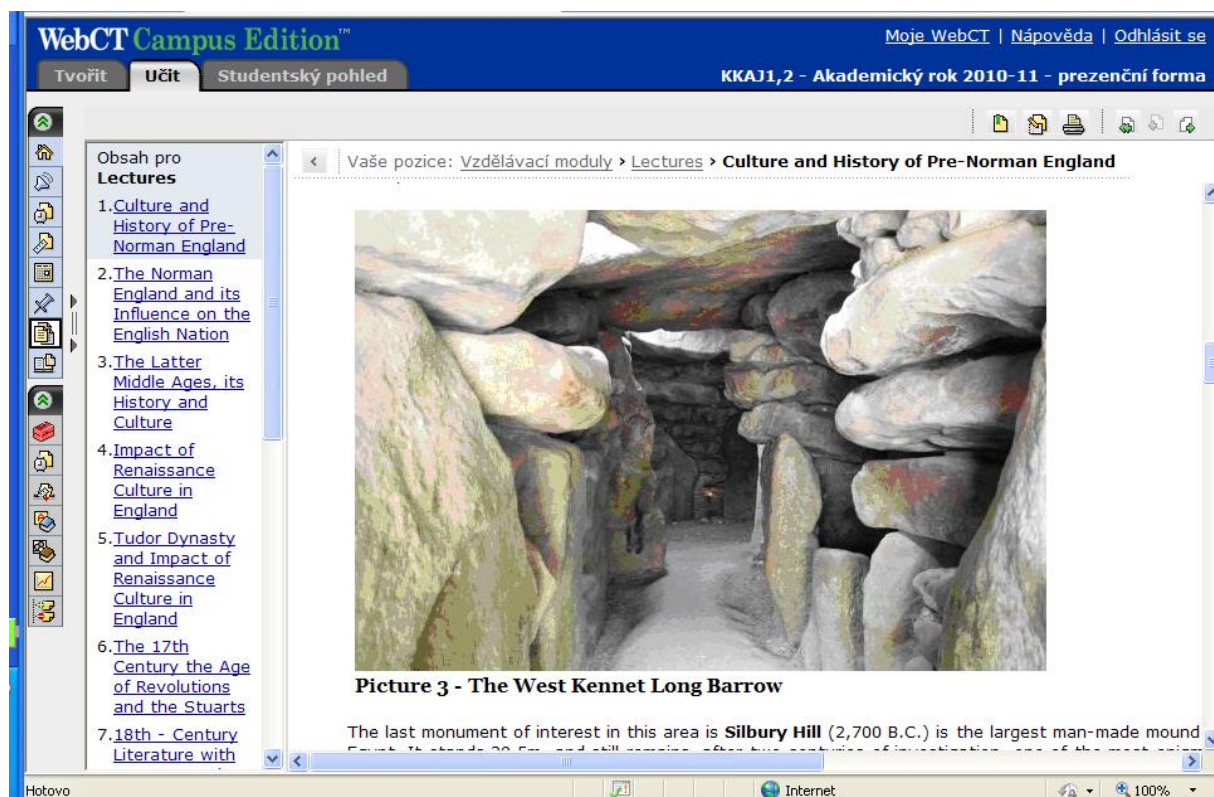 WebCT Campus Edition™
Moje WebCT | Nápověda | Odhlásit se
Tvořit Učit Studentský pohled
KKAJ1,2 - Akademický rok 2010-11 - prezenční forma
Obsah pro
Lectures
1.Culture and
History of Pre-
Norman England
2.The Norman
England and its
Influence on the
English Nation
3.The Latter
Middle Ages, its
History and
Culture
4.Impact of
Renaissance
Culture in
England
5.Tudor Dynasty
and Impact of
Renaissance
Culture in
England
6.The 17th
Century the Age
of Revolutions
and the Stuarts
7.18th - Century
Literature with
Vaše pozice: Vzdělávací moduly › Lectures › Culture and History of Pre-Norman England
Picture 3 - The West Kennet Long Barrow
The last monument of interest in this area is Silbury Hill (2,700 B.C.) is the largest man-made mound
Hotovo
Internet
100%